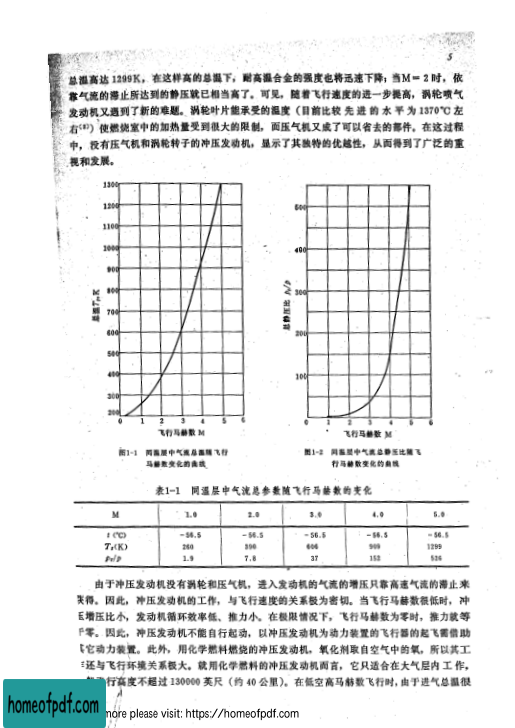 5
总温高达 1299K,在这样高的总温下,耐高温合金的强度也将迅速下降;当M=2时,依
靠气流的滞止所达到的静压就已相当高了。可见,随着飞行速度的进一步提高,涡轮喷气
发动机又遇到了新的难题。涡轮叶片能承受的温度(目前比较先进的水平为1370℃左
右)使燃烧室中的加热量受到很大的限制,而压气机又成了可以省去的部件。在这过程
中,没有压气机和涡轮转子的冲压发动机,显示了其独特的优越性,从而得到了广泛的重
视和发展。
1300
1200
1100
1000
900
800
700
600
500
400
300
200
0 1 2 3 4 5 6
总温 K
飞行马赫数 M
500
400
300
200
100
0 1 2 3 4 5 6
总静压比
飞行马赫数 M
图1-1 同温层中气流总温随飞行
马赫数变化的曲线
图1-2 同温层中气流总静压比随飞
行马赫数变化的曲线
表1-1 同温层中气流总参数随飞行马赫数的变化
M 1.0 2.0 3.0 4.0 5.0
t (℃) -56.5 -56.5 -56.5 -56.5 -56.5
(K) 260 390 606 909 1299
1.9 7.8 37 152 536
由于冲压发动机没有涡轮和压气机,进入发动机的气流的增压只靠高速气流的滞止来
获得。因此,冲压发动机的工作,与飞行速度的关系极为密切。当飞行马赫数很低时,冲
压增压比小,发动机循环效率低、推力小。在极限情况下,飞行马赫数为零时,推力就等
于零。因此,冲压发动机不能自行起动,以冲压发动机为动力装置的飞行器的起飞需借助
其它动力装置。此外,用化学燃料燃烧的冲压发动机,氧化剂取自空气中的氧,所以其工
还与飞行环境关系极大。就用化学燃料的冲压发动机而言,它只适合在大气层内工作,
飞行高度不超过 130000 英尺(约 40 公里)。在低空高马赫数飞行时,由于进气总温很
homeofpdf.com
more please visit: https://homeofpdf.com